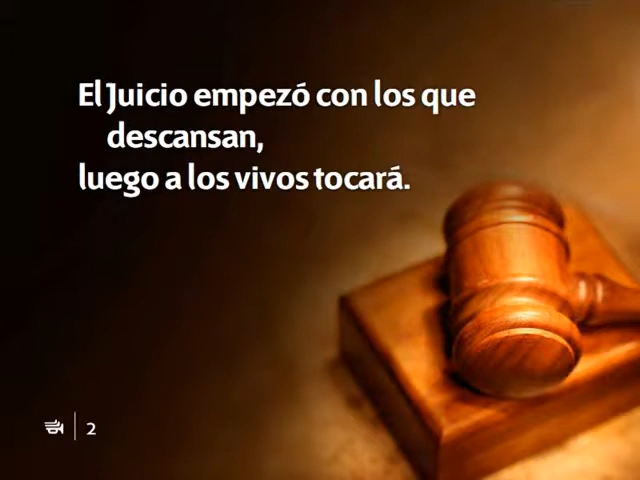 El Juicio empezó con los que
descansan,
luego a los vivos tocará.
2